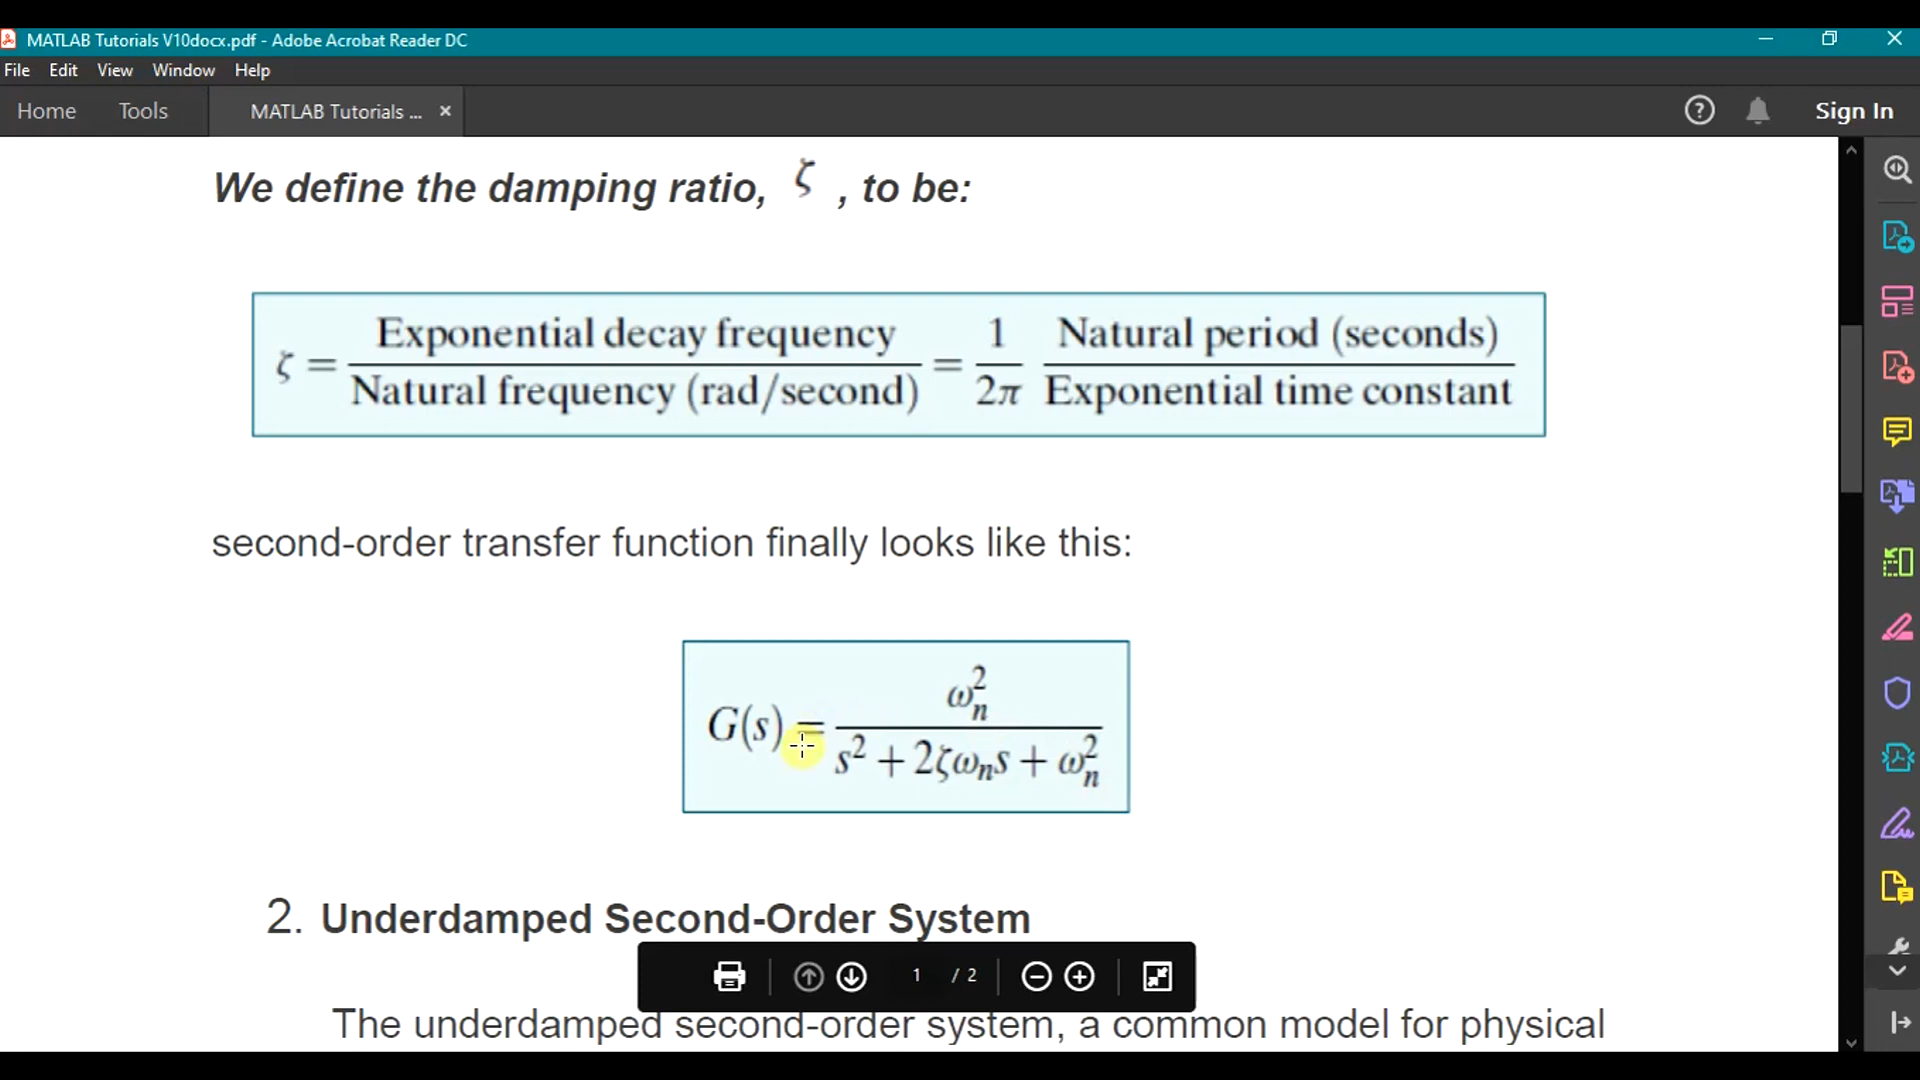 MATLAB Tutorials V10docx.pdf - Adobe Acrobat Reader DC
File Edit View Window Help
Home Tools MATLAB Tutorials ... × Sign In
We define the damping ratio, ζ , to be:
ζ = Exponential decay frequency / Natural frequency (rad/second) = 1 / 2π Natural period (seconds) / Exponential time constant
second-order transfer function finally looks like this:
G(s) = ωn² / s² + 2ζωns + ωn²
2. Underdamped Second-Order System
1 / 2
The underdamped second-order system, a common model for physical